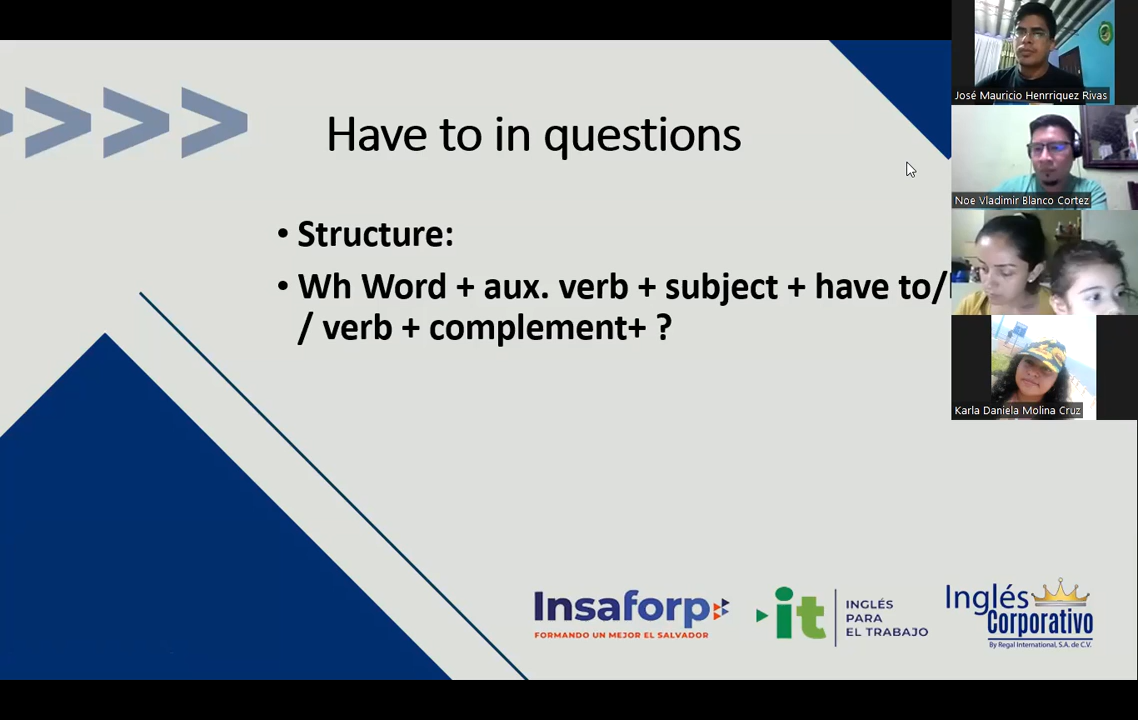 Have to in questions
• Structure:
• Wh Word + aux. verb + subject + have to/
/ verb + complement+ ?
José Mauricio Henrriquez Rivas
Noe Vladimir Blanco Cortez
Karla Daniela Molina Cruz
Insaforp
FORMANDO UN MEJOR EL SALVADOR
it
INGLÉS
PARA
EL TRABAJO
Inglés
Corporativo
By Regal International, S.A. de C.V.